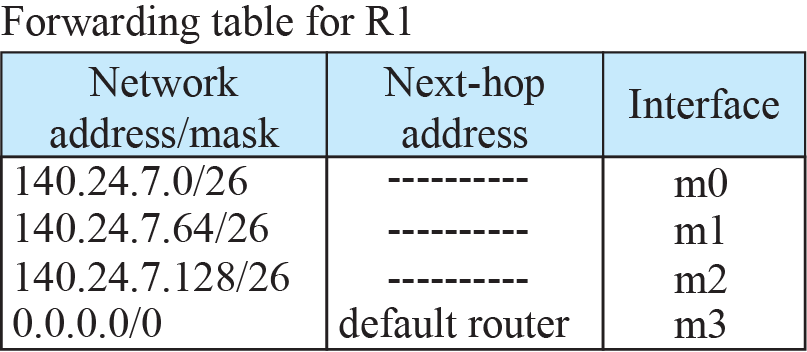 Forwarding table for R1
Network address/mask
Next-hop address
Interface
140.24.7.0/26 ---------- m0
140.24.7.64/26 ---------- m1
140.24.7.128/26 ---------- m2
0.0.0.0/0 default router m3